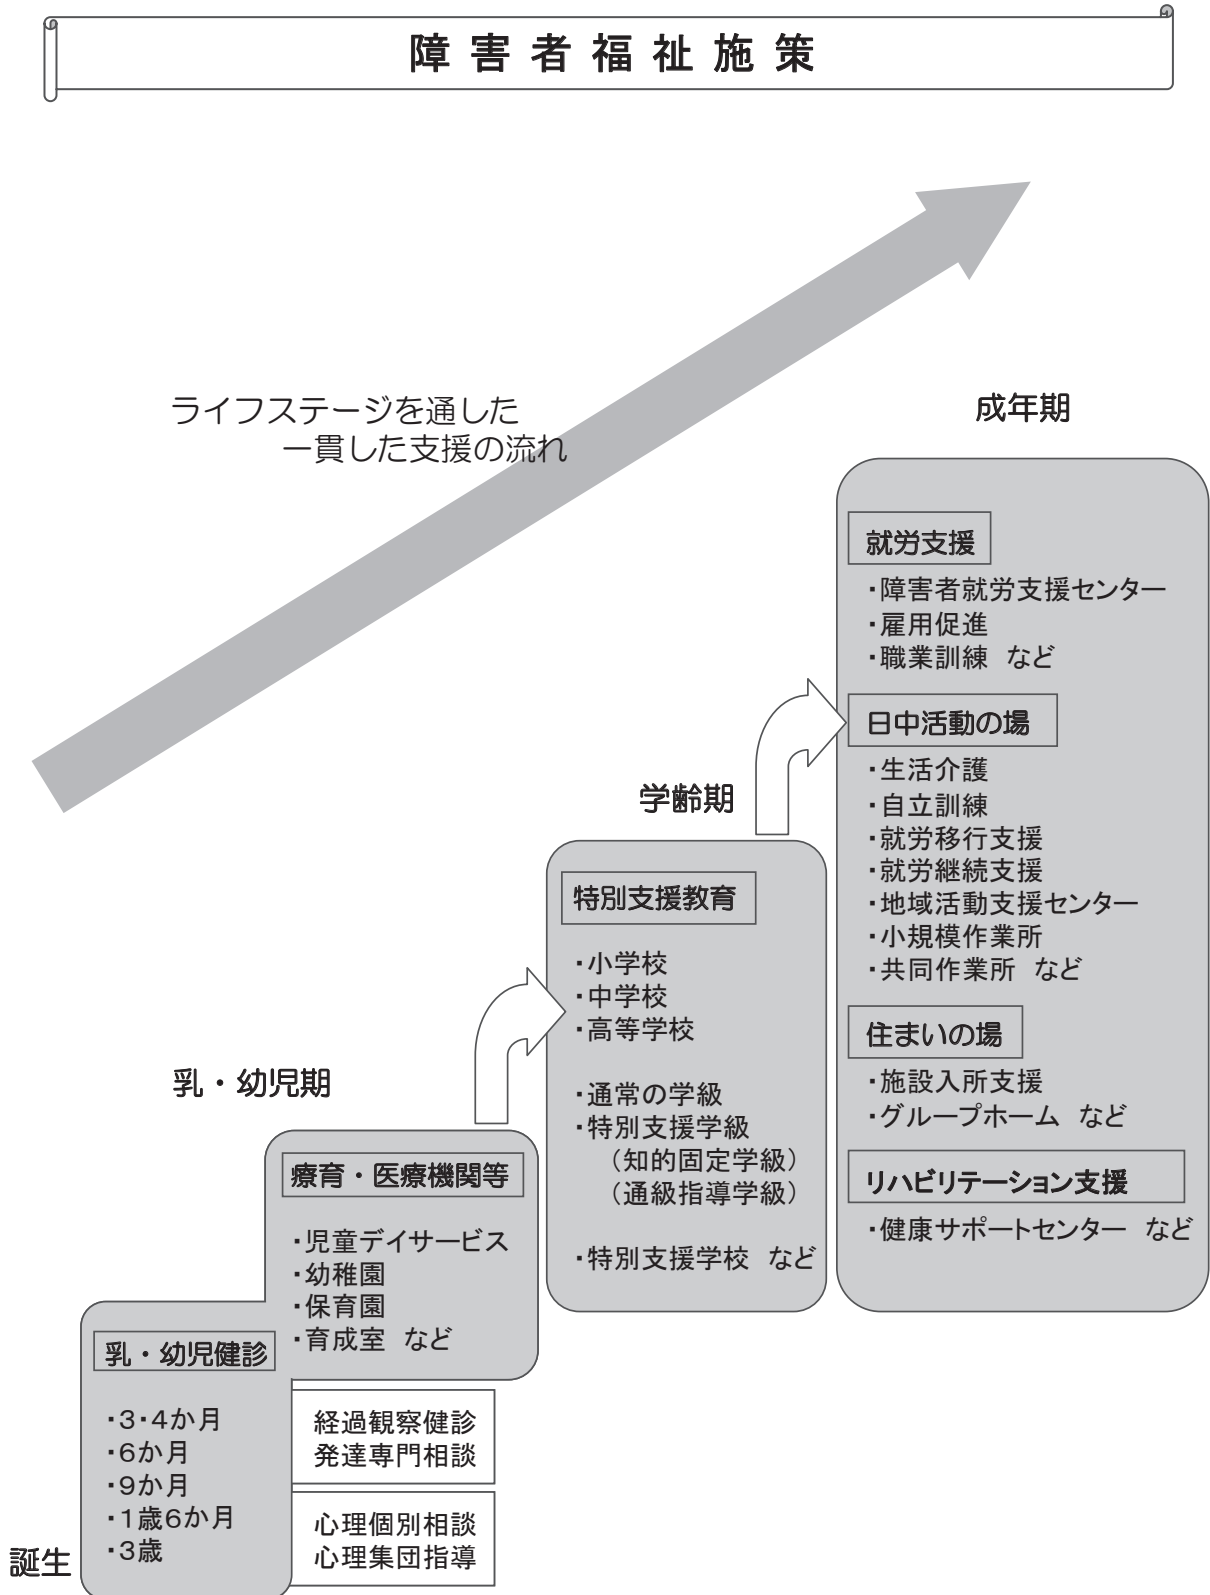 障害者福祉施策
ライフステージを通した
一貫した支援の流れ
成年期
就労支援
・障害者就労支援センター
・雇用促進
・職業訓練 など
日中活動の場
・生活介護
・自立訓練
・就労移行支援
・就労継続支援
・地域活動支援センター
・小規模作業所
・共同作業所 など
住まいの場
・施設入所支援
・グループホーム など
リハビリテーション支援
・健康サポートセンター など
学齢期
特別支援教育
・小学校
・中学校
・高等学校
・通常の学級
・特別支援学級
（知的固定学級）
（通級指導学級）
・特別支援学校 など
乳・幼児期
療育・医療機関等
・児童デイサービス
・幼稚園
・保育園
・育成室 など
乳・幼児健診
・3・4か月
・6か月
・9か月
・1歳6か月
・3歳
経過観察健診
発達専門相談
心理個別相談
心理集団指導
誕生